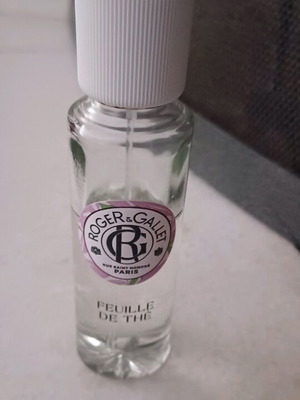 ROGER & GALLET
RG
RUE SAINT HONORÉ
PARIS
FEUILLE
DE THÉ